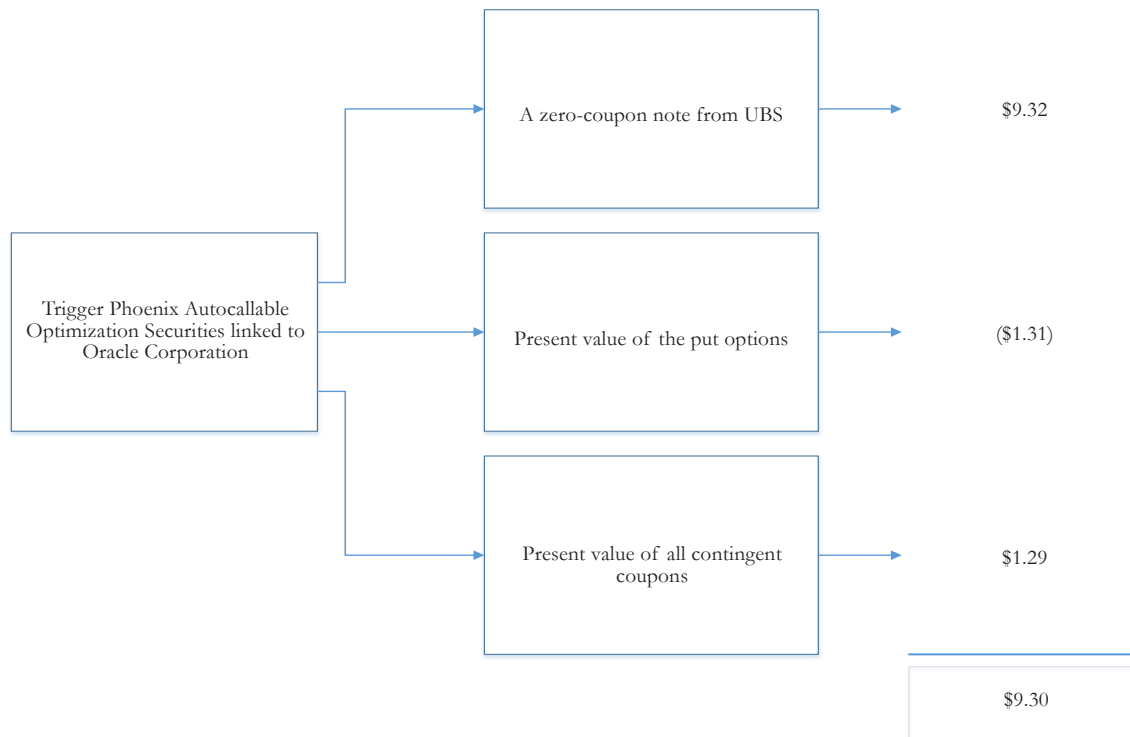 A zero-coupon note from UBS
$9.32
Trigger Phoenix Autocallable
Optimization Securities linked to
Oracle Corporation
Present value of the put options
($1.31)
Present value of all contingent
coupons
$1.29
$9.30